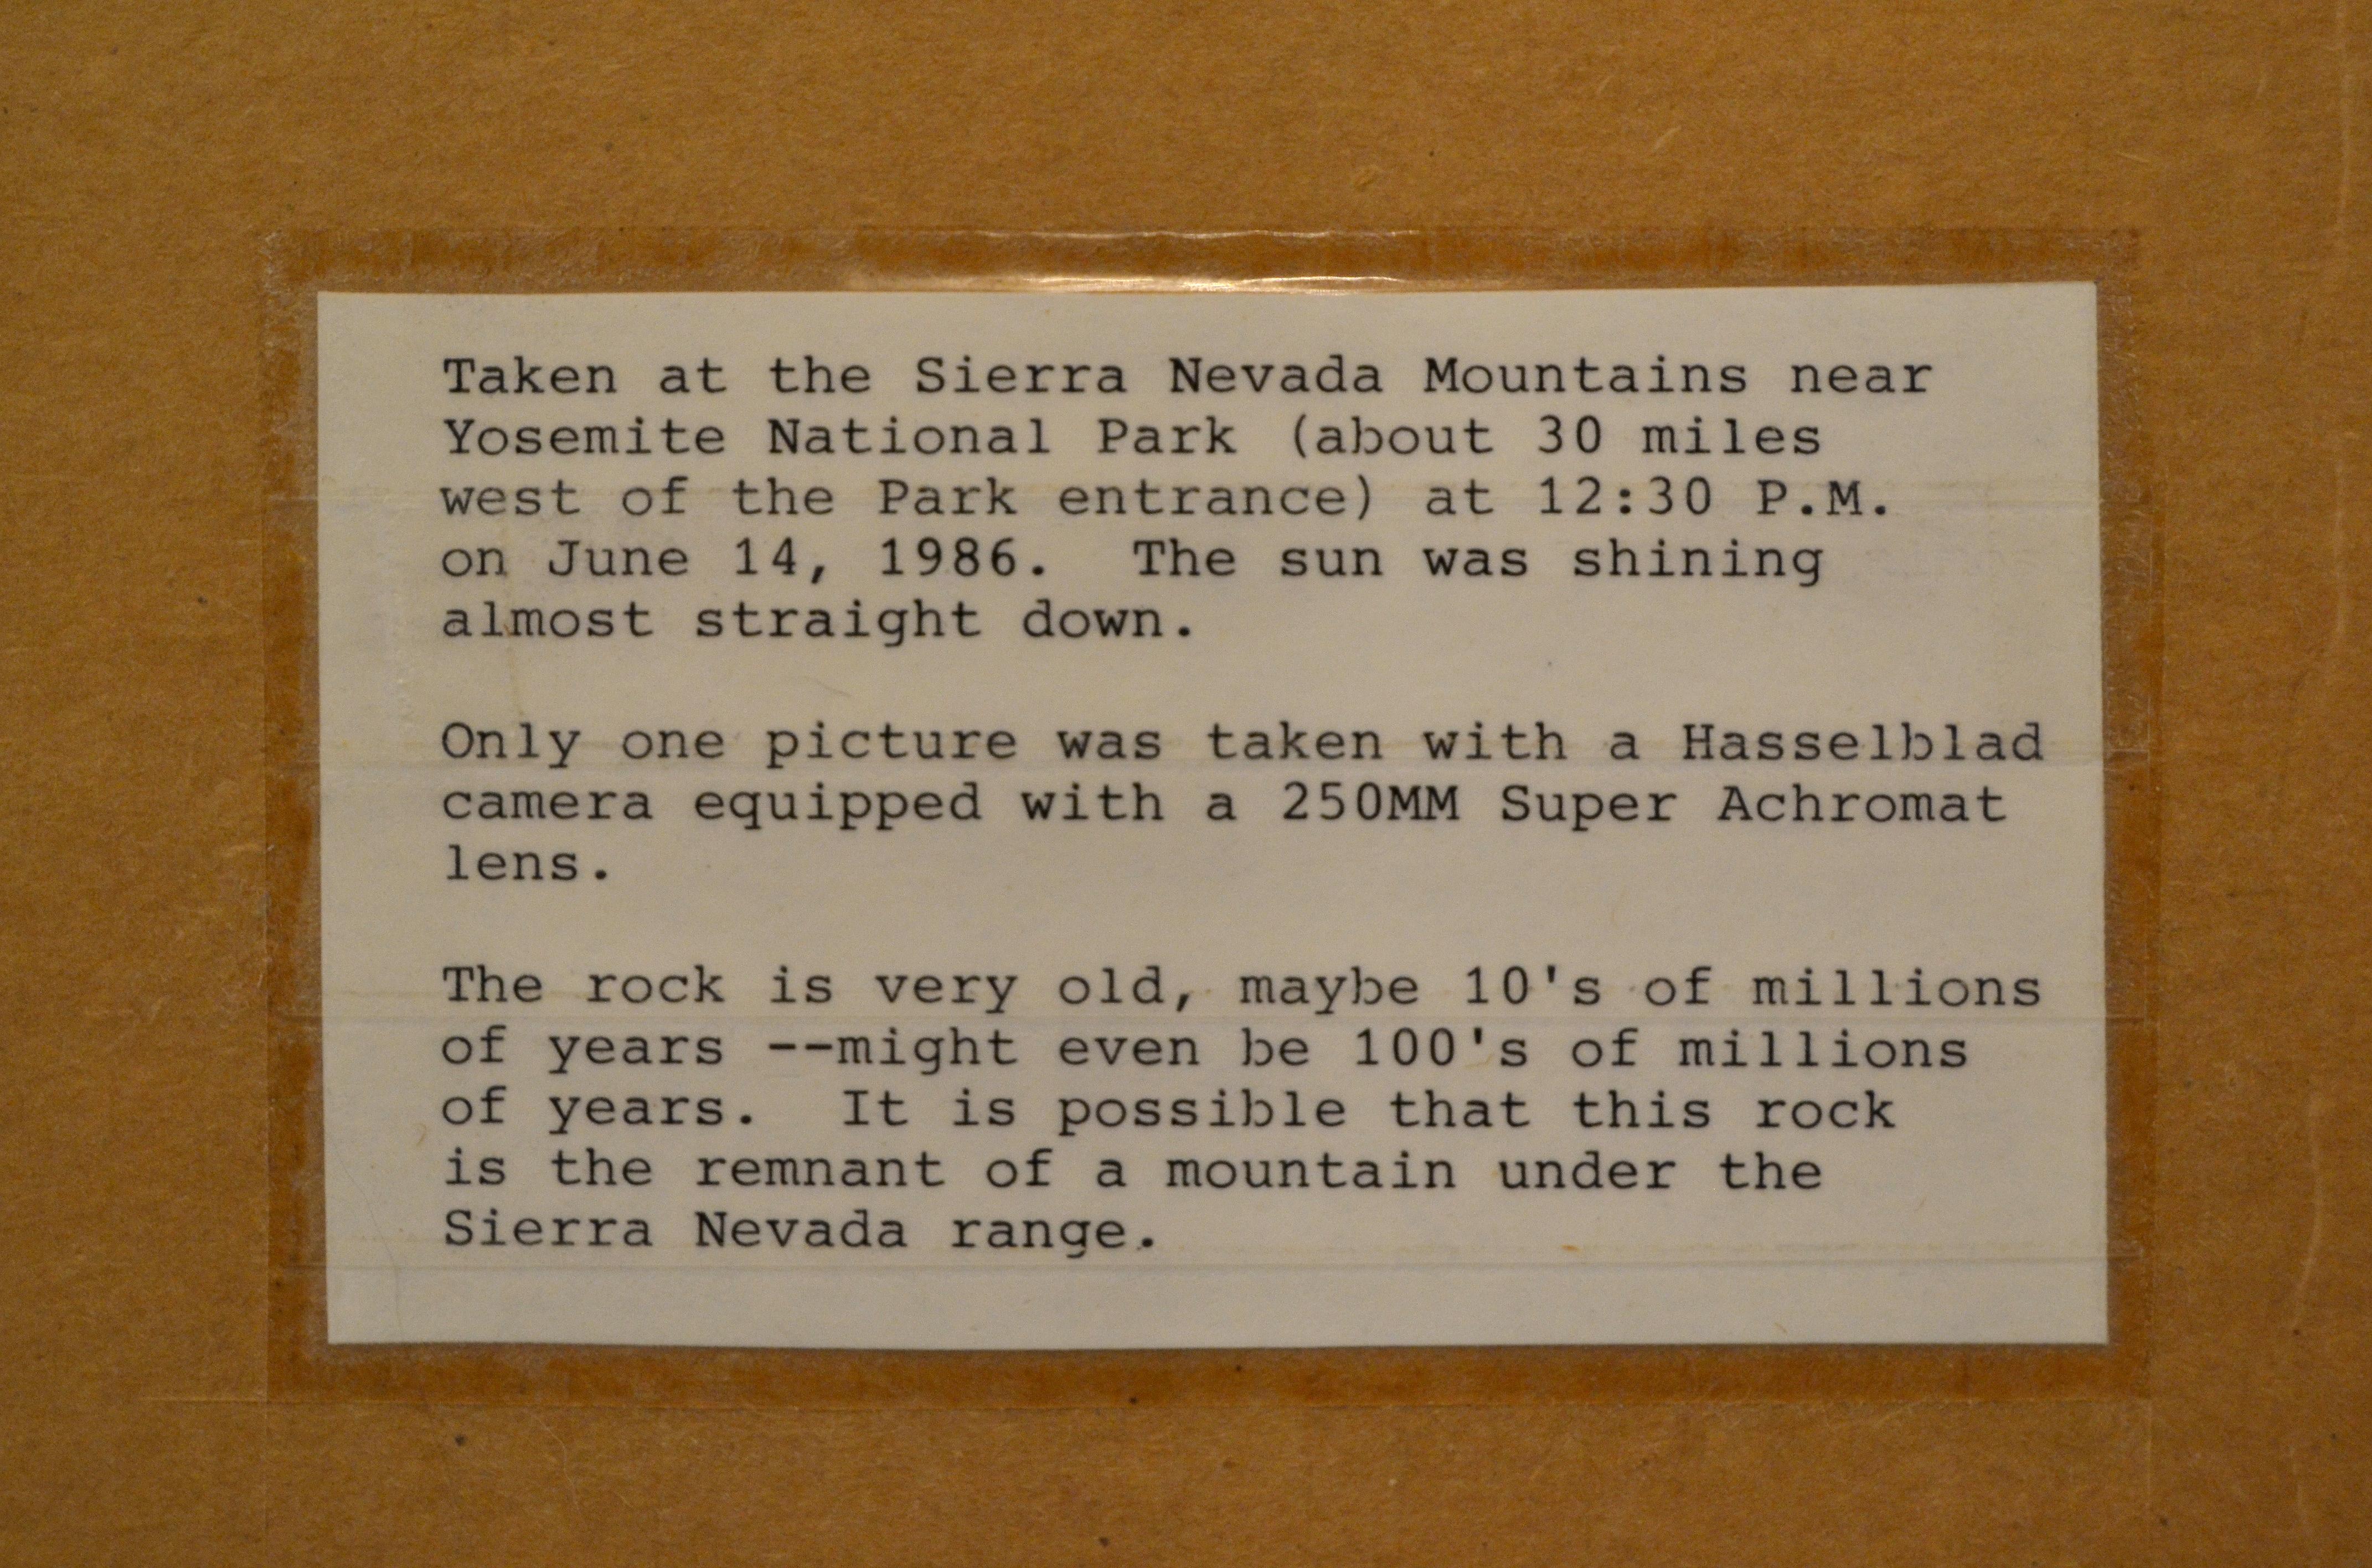 Taken at the Sierra Nevada Mountains near
Yosemite National Park (about 30 miles
west of the Park entrance) at 12:30 P.M.
on June 14, 1986.  The sun was shining
almost straight down.
Only one picture was taken with a Hasselblad
camera equipped with a 250MM Super Achromat
lens.
The rock is very old, maybe 10's of millions
of years --might even be 100's of millions
of years.  It is possible that this rock
is the remnant of a mountain under the
Sierra Nevada range.